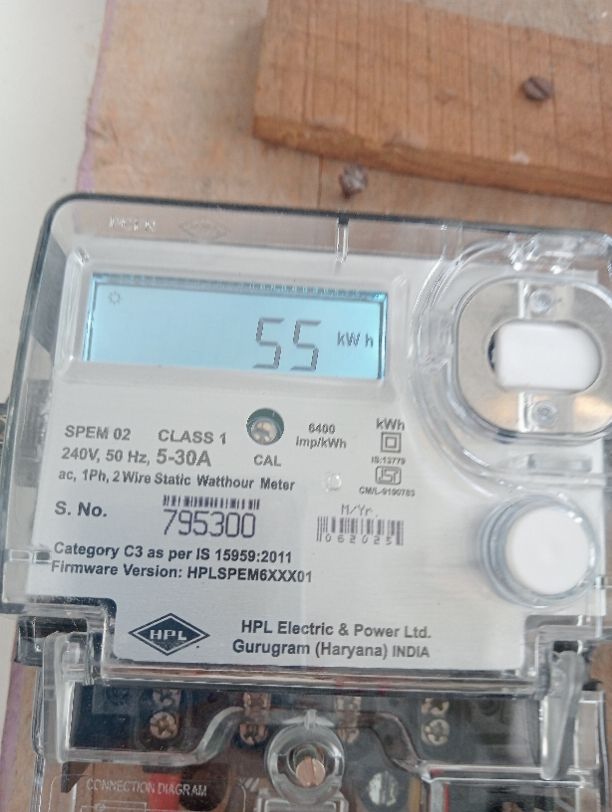 55 kWh
SPEM 02 CLASS 1
240V, 50 Hz, 5-30A
CAL
6400
Imp/kWh
kWh
IS:13779
ISI
CM/L-9190783
ac, 1Ph, 2 Wire Static Watthour Meter
S. No.
795300
M/Yr.
062023
Category C3 as per IS 15959:2011
Firmware Version: HPLSPEM6XXX01
HPL
HPL Electric & Power Ltd.
Gurugram (Haryana) INDIA
CONNECTION DIAGRAM